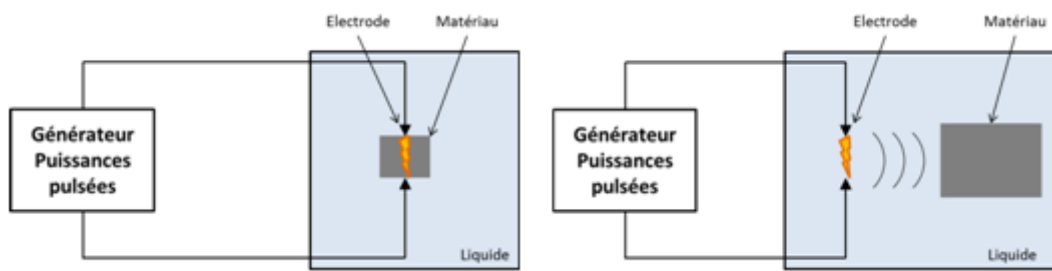 Electrode
Matériau
Générateur
Puissances
pulsées
Liquide
Electrode
Matériau
Générateur
Puissances
pulsées
Liquide